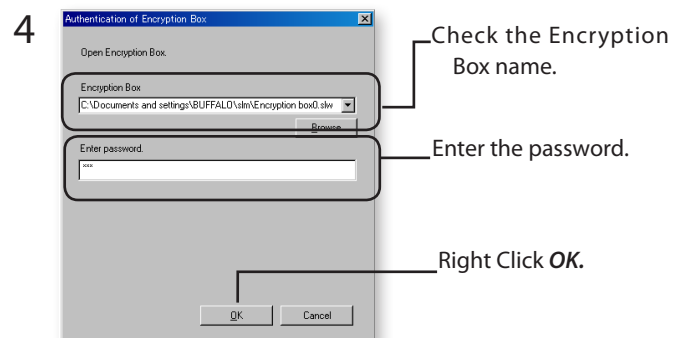 4
Authentication of Encryption Box
Open Encryption Box.
Encryption Box
C:\Documents and settings\BUFFALO\slm\Encryption box0.slw
Browse
Enter password.
xxx
OK
Cancel
Check the Encryption
Box name.
Enter the password.
Right Click OK.